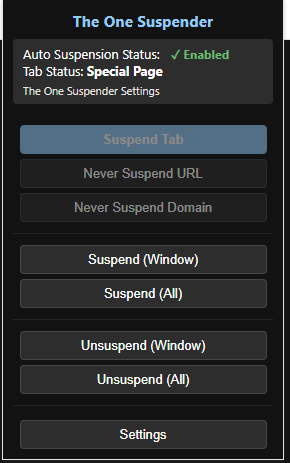 The One Suspender
Auto Suspension Status: ✓ Enabled
Tab Status: Special Page
The One Suspender Settings
Suspend Tab
Never Suspend URL
Never Suspend Domain
Suspend (Window)
Suspend (All)
Unsuspend (Window)
Unsuspend (All)
Settings